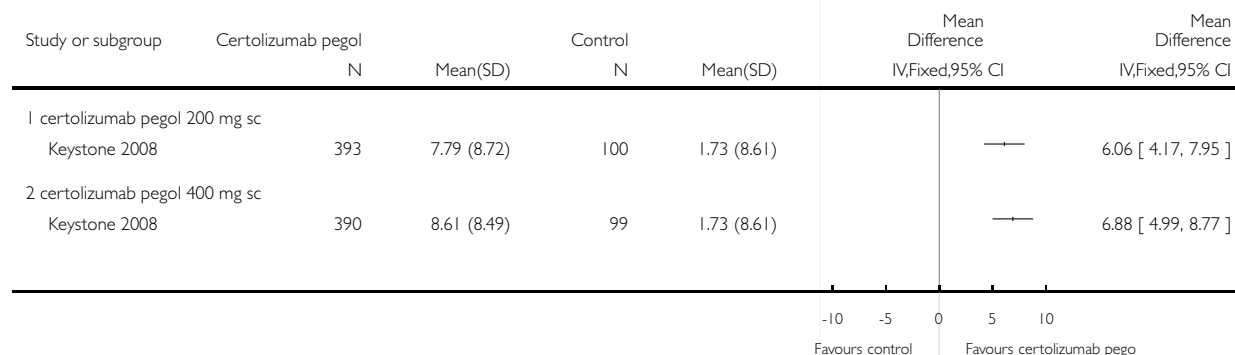 Study or subgroup Certolizumab pegol Control Mean Difference Mean Difference
N Mean(SD) N Mean(SD) IV,Fixed,95% CI IV,Fixed,95% CI
1 certolizumab pegol 200 mg sc
Keystone 2008 393 7.79 (8.72) 100 1.73 (8.61) 6.06 [ 4.17, 7.95 ]
2 certolizumab pegol 400 mg sc
Keystone 2008 390 8.61 (8.49) 99 1.73 (8.61) 6.88 [ 4.99, 8.77 ]
-10 -5 0 5 10
Favours control Favours certolizumab pego